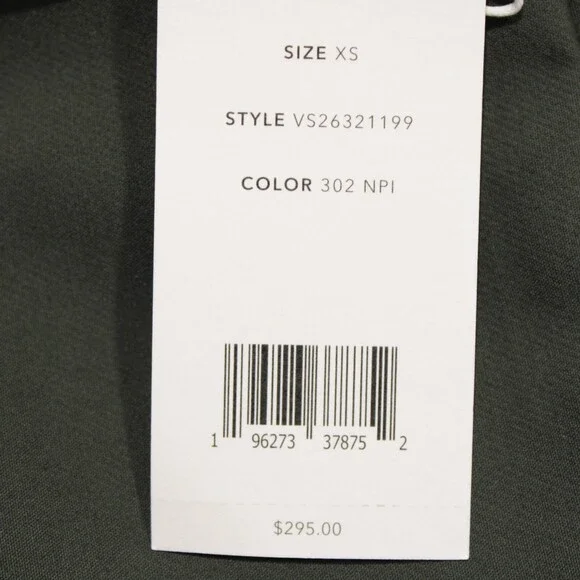 SIZE XS
STYLE VS26321199
COLOR 302 NPI
1 96273 37875 2
$295.00